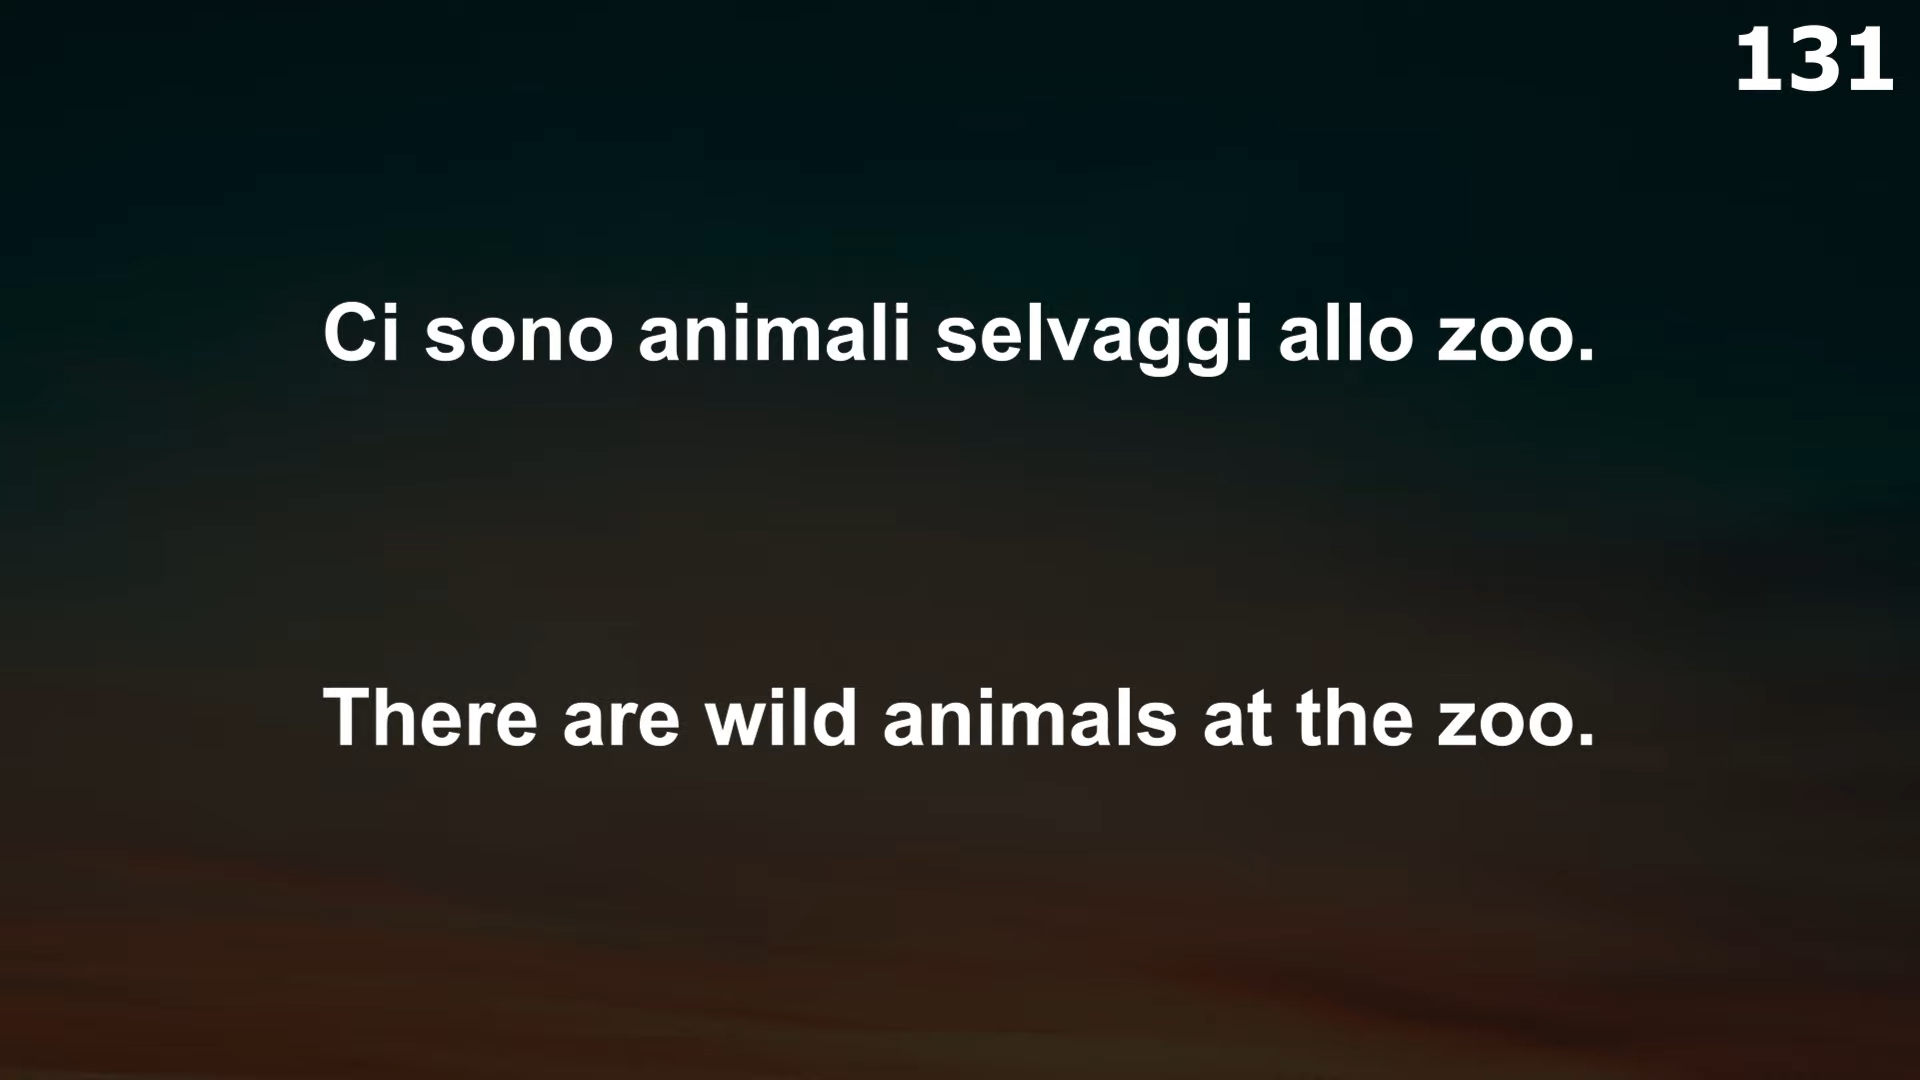 131
Ci sono animali selvaggi allo zoo.
There are wild animals at the zoo.